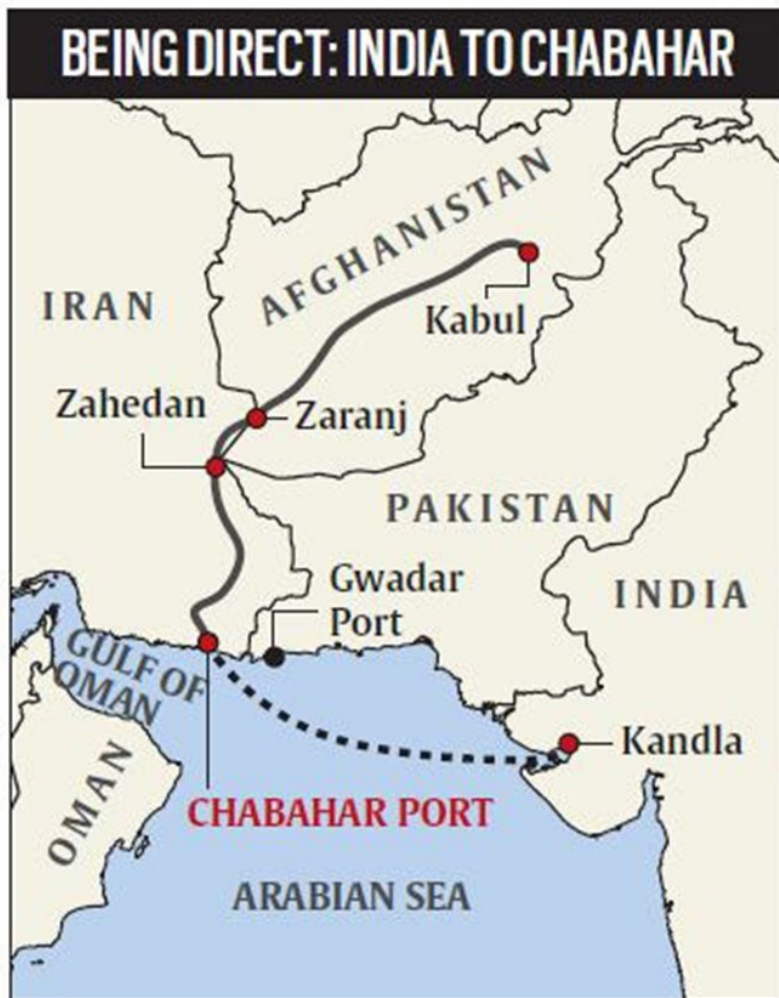 BEING DIRECT: INDIA TO CHABAHAR
AFGHANISTAN
IRAN
Kabul
Zahedan
Zaranj
PAKISTAN
Gwadar
Port
INDIA
GULF OF
OMAN
Kandla
OMAN
CHABAHAR PORT
ARABIAN SEA